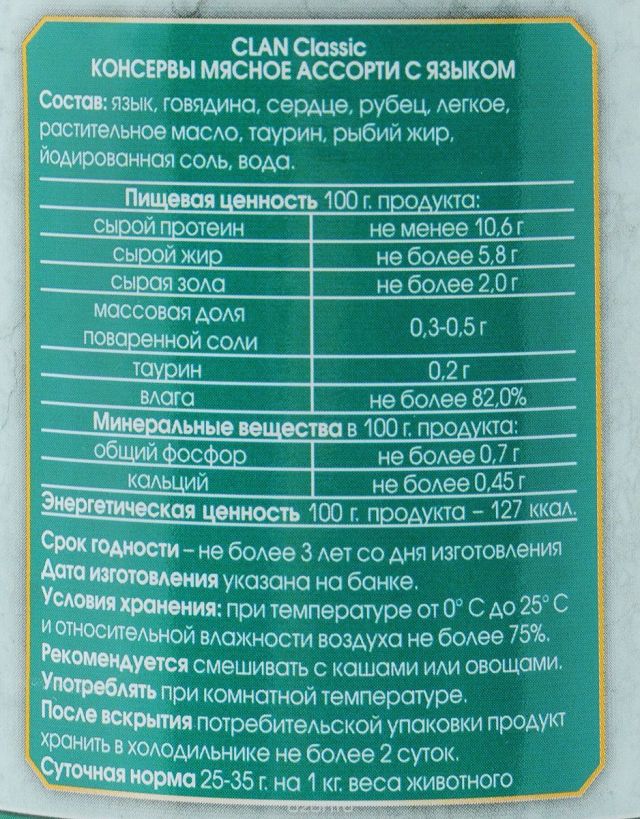 CLAN Classic
КОНСЕРВЫ МЯСНОЕ АССОРТИ С ЯЗЫКОМ
Состав: язык, говядина, сердце, рубец, легкое,
растительное масло, таурин, рыбий жир,
йодированная соль, вода.
Пищевая ценность 100 г. продукта:
сырой протеин не менее 10,6 г
сырой жир не более 5,8 г
сырая зола не более 2,0 г
массовая доля
поваренной соли 0,3-0,5 г
таурин 0,2 г
влага не более 82,0%
Минеральные вещества в 100 г. продукта:
общий фосфор не более 0,7 г
кальций не более 0,45 г
Энергетическая ценность 100 г. продукта – 127 ккал.
Срок годности – не более 3 лет со дня изготовления
Дата изготовления указана на банке.
Условия хранения: при температуре от 0° С до 25° С
и относительной влажности воздуха не более 75%.
Рекомендуется смешивать с кашами или овощами.
Употреблять при комнатной температуре.
После вскрытия потребительской упаковки продукт
хранить в холодильнике не более 2 суток.
Суточная норма 25-35 г. на 1 кг. веса животного